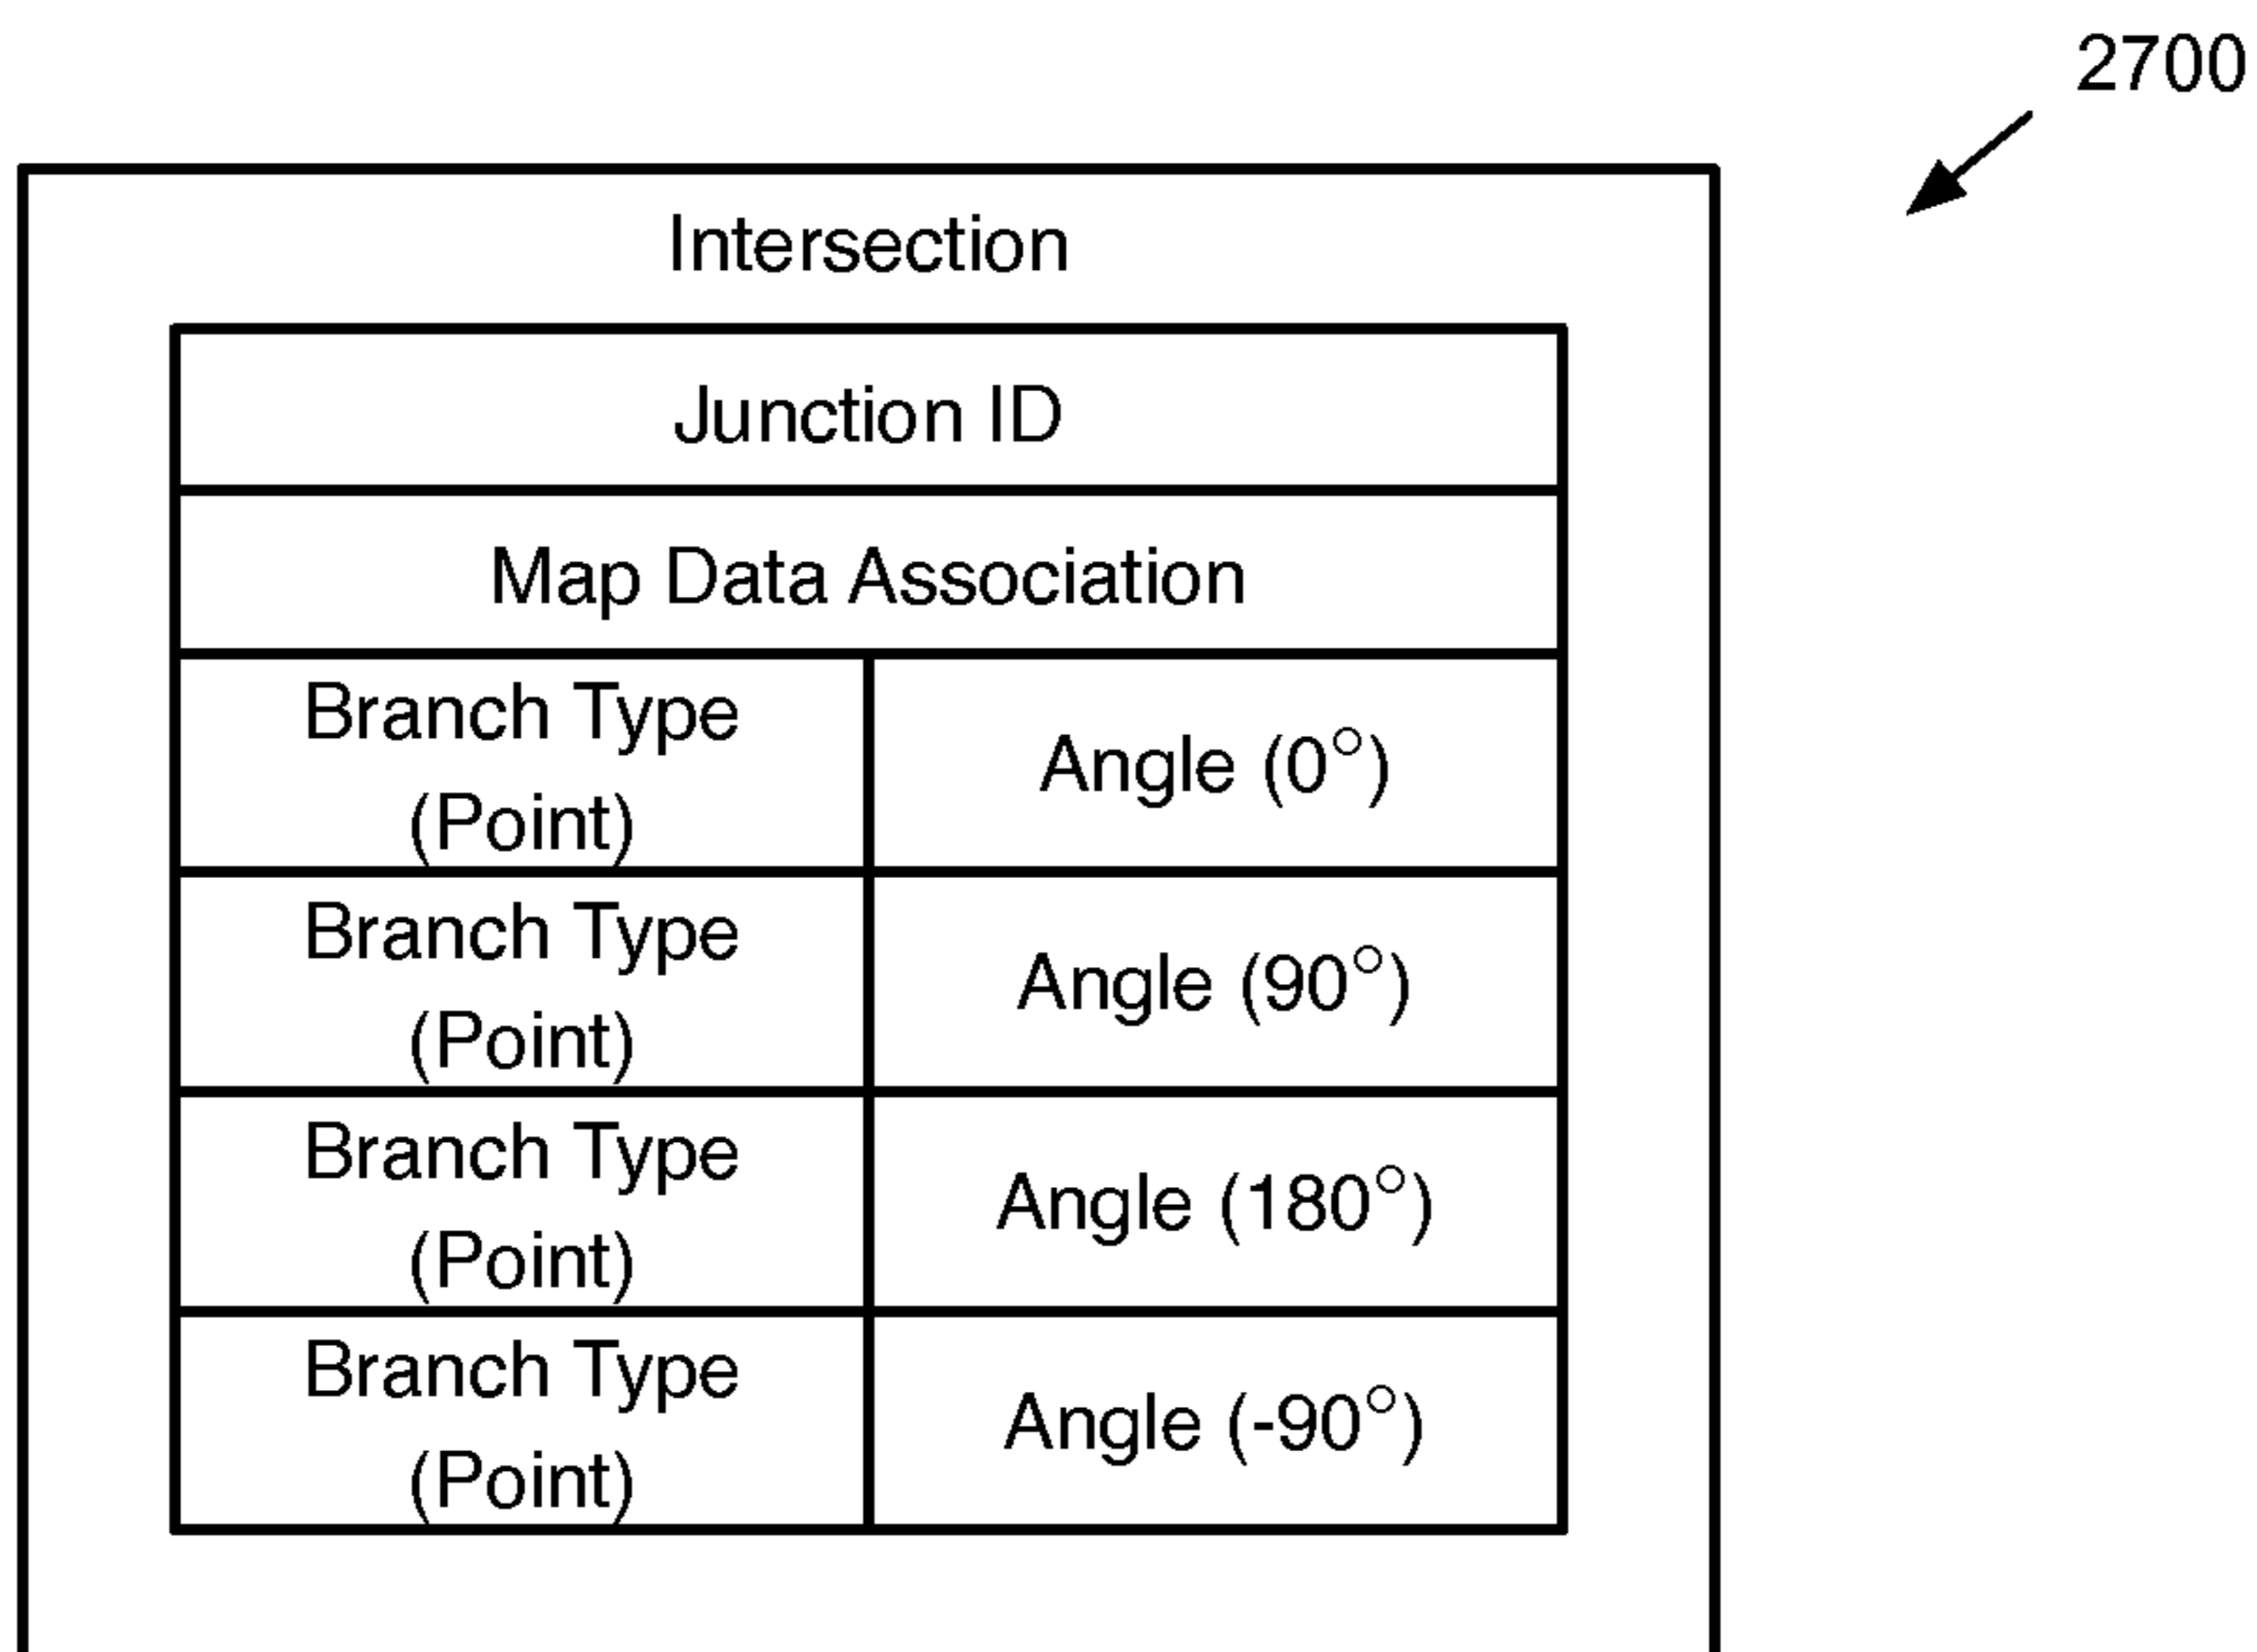 2700
Intersection
Junction ID
Map Data Association
Branch Type
(Point)
Angle (0°)
Branch Type
(Point)
Angle (90°)
Branch Type
(Point)
Angle (180°)
Branch Type
(Point)
Angle (-90°)